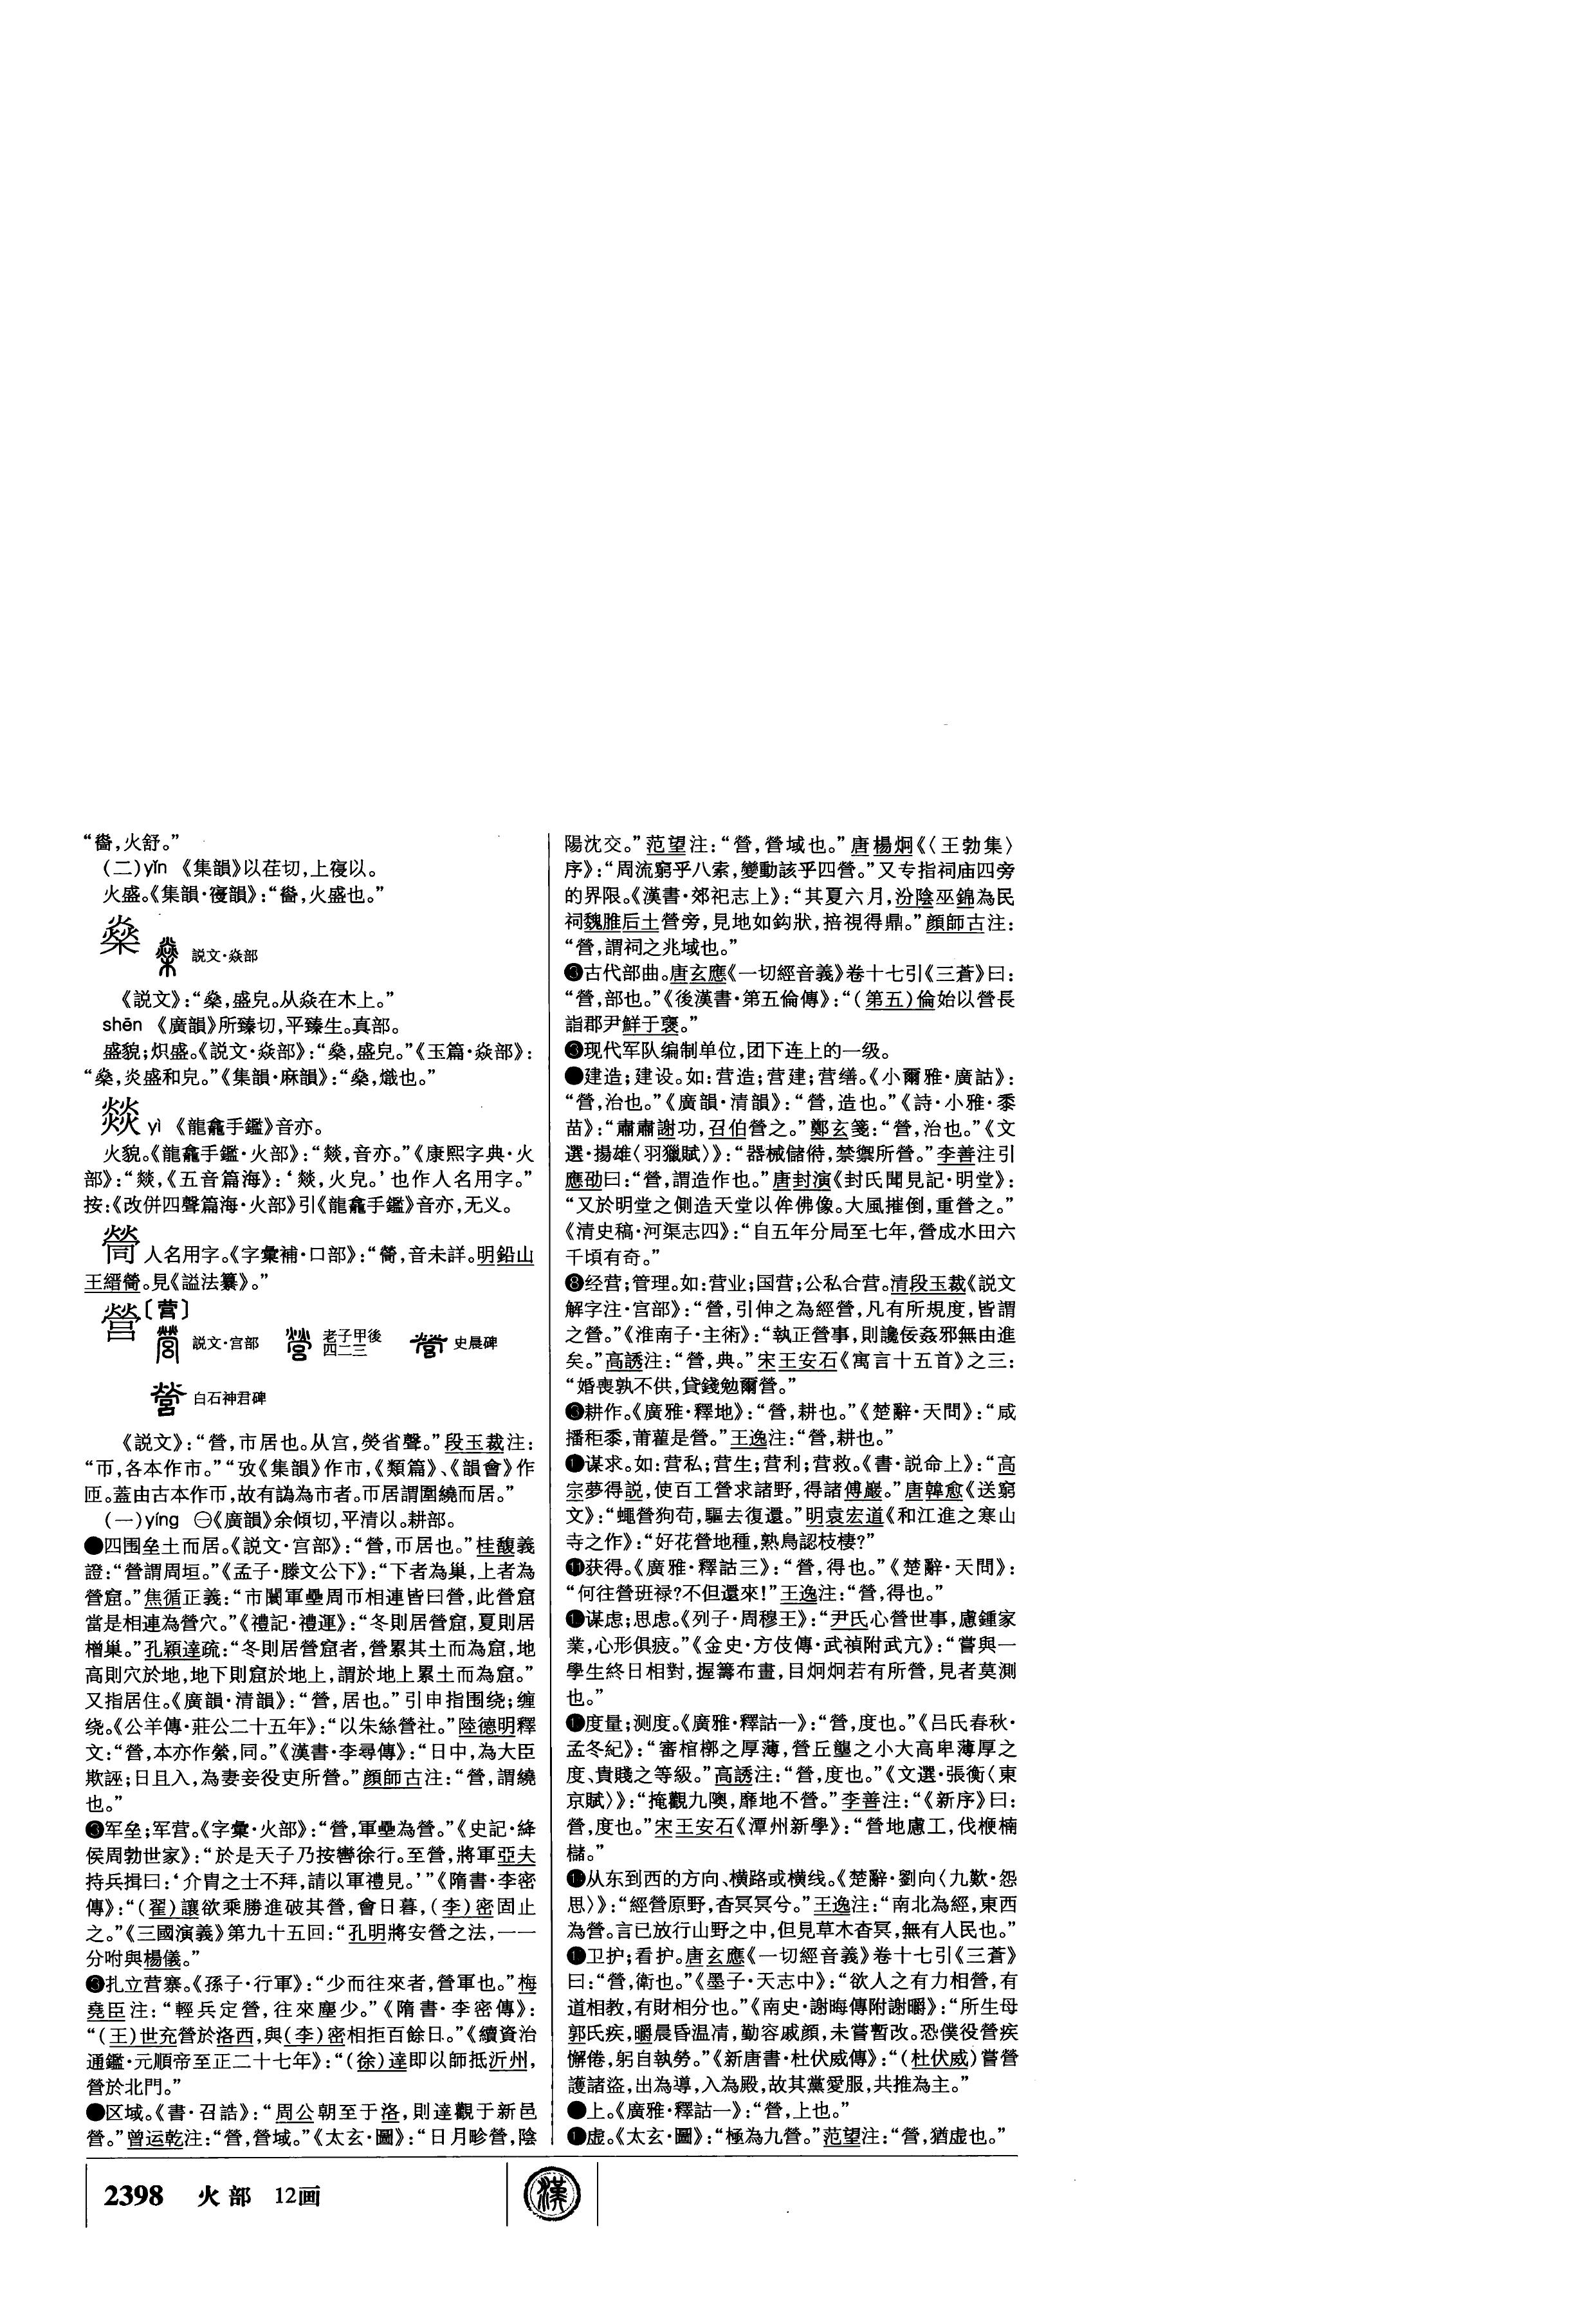 “䎫,火舒。”
(二)yǐn 《集韻》以荏切,上寑以。
火盛。《集韻·寑韻》:“,火盛也。”
燊 説文·焱部
《説文》:“燊,盛皃。从焱在木上。”
shēn 《廣韻》所臻切,平臻生。真部。
盛貌;炽盛。《説文·焱部》:“燊,盛皃。”《玉篇·焱部》:
“燊,炎盛和皃。”《集韻·麻韻》:“燊,熾也。”
燚 yì 《龍龕手鑑》音亦。
火貌。《龍龕手鑑·火部》:“燚,音亦。”《康熙字典·火
部》:“燚,《五音篇海》:‘燚,火皃。’也作人名用字。”
按:《改併四聲篇海·火部》引《龍龕手鑑》音亦,无义。
人名用字。《字彙補·口部》:“,音未詳。明鉛山
王縉。見《謚法纂》。”
營〔营〕
説文·宫部 老子甲後四二三 史晨碑
白石神君碑
《説文》:“營,市居也。从宫,熒省聲。”段玉裁注:
“帀,各本作市。”“攷《集韻》作市,《類篇》、《韻會》作
匝。蓋由古本作帀,故有譌為市者。帀居謂圍繞而居。”
(一)yíng ㊀《廣韻》余傾切,平清以。耕部。
●四围垒土而居。《説文·宫部》:“營,帀居也。”桂馥義
證:“營謂周垣。”《孟子·滕文公下》:“下者為巢,上者為
營窟。”焦循正義:“市闤軍壘周帀相連皆曰營,此營窟
當是相連為營穴。”《禮記·禮運》:“冬則居營窟,夏則居
橧巢。”孔穎達疏:“冬則居營窟者,營累其土而為窟,地
高則穴於地,地下則窟於地上,謂於地上累土而為窟。”
又指居住。《廣韻·清韻》:“營,居也。”引申指围绕;缠
绕。《公羊傳·莊公二十五年》:“以朱絲營社。”陸德明釋
文:“營,本亦作縈,同。”《漢書·李尋傳》:“日中,為大臣
欺誣;日且入,為妻妾役吏所營。”顔師古注:“營,謂繞
也。”
❸军垒;军营。《字彙·火部》:“營,軍壘為營。”《史記·絳
侯周勃世家》:“於是天子乃按轡徐行。至營,將軍亞夫
持兵揖曰:‘介胄之士不拜,請以軍禮見。’”《隋書·李密
傳》:“(翟)讓欲乘勝進破其營,會日暮,(李)密固止
之。”《三國演義》第九十五回:“孔明將安營之法,一一
分咐與楊儀。”
❸扎立营寨。《孫子·行軍》:“少而往來者,營軍也。”梅
堯臣注:“輕兵定營,往來塵少。”《隋書·李密傳》:
“(王)世充營於洛西,與(李)密相拒百餘日。”《續資治
通鑑·元順帝至正二十七年》:“(徐)達即以師抵沂州,
營於北門。”
●区域。《書·召誥》:“周公朝至于洛,則達觀于新邑
營。”曾运乾注:“營,營域。”《太玄·圖》:“日月畛營,陰
陽沈交。”范望注:“營,營域也。”唐楊炯《〈王勃集〉
序》:“周流窮乎八索,變動該乎四營。”又专指祠庙四旁
的界限。《漢書·郊祀志上》:“其夏六月,汾陰巫錦為民
祠魏脽后土營旁,見地如鈎狀,掊視得鼎。”顔師古注:
“營,謂祠之兆域也。”
❸古代部曲。唐玄應《一切經音義》卷十七引《三蒼》曰:
“營,部也。”《後漢書·第五倫傳》:“(第五)倫始以營長
詣郡尹鮮于褒。”
❸现代军队编制单位,团下连上的一级。
●建造;建设。如:营造;营建;营缮。《小爾雅·廣詁》:
“營,治也。”《廣韻·清韻》:“營,造也。”《詩·小雅·黍
苗》:“肅肅謝功,召伯營之。”鄭玄箋:“營,治也。”《文
選·揚雄〈羽獵賦〉》:“器械儲偫,禁禦所營。”李善注引
應劭曰:“營,謂造作也。”唐封演《封氏聞見記·明堂》:
“又於明堂之側造天堂以侔佛像。大風摧倒,重營之。”
《清史稿·河渠志四》:“自五年分局至七年,營成水田六
千頃有奇。”
❽经营;管理。如:营业;国营;公私合营。清段玉裁《説文
解字注·宫部》:“營,引伸之為經營,凡有所規度,皆謂
之營。”《淮南子·主術》:“執正營事,則讒佞姦邪無由進
矣。”高誘注:“營,典。”宋王安石《寓言十五首》之三:
“婚喪孰不供,貸錢勉爾營。”
❸耕作。《廣雅·釋地》:“營,耕也。”《楚辭·天問》:“咸
播秬黍,莆雚是營。”王逸注:“營,耕也。”
❶谋求。如:营私;营生;营利;营救。《書·説命上》:“高
宗夢得説,使百工營求諸野,得諸傅巖。”唐韓愈《送窮
文》:“蠅營狗苟,驅去復還。”明袁宏道《和江進之寒山
寺之作》:“好花營地種,熟鳥認枝棲?”
⓫获得。《廣雅·釋詁三》:“營,得也。”《楚辭·天問》:
“何往營班禄?不但還來!”王逸注:“營,得也。”
❶谋虑;思虑。《列子·周穆王》:“尹氏心營世事,慮鍾家
業,心形俱疲。”《金史·方伎傳·武禎附武亢》:“嘗與一
學生終日相對,握籌布畫,目炯炯若有所營,見者莫測
也。”
❶度量;测度。《廣雅·釋詁一》:“營,度也。”《吕氏春秋·
孟冬紀》:“審棺槨之厚薄,營丘壟之小大高卑薄厚之
度、貴賤之等級。”高誘注:“營,度也。”《文選·張衡〈東
京賦〉》:“掩觀九隩,靡地不營。”李善注:“《新序》曰:
營,度也。”宋王安石《潭州新學》:“營地慮工,伐楩楠
櫧。”
❶从东到西的方向、横路或横线。《楚辭·劉向〈九歎·怨
思〉》:“經營原野,杳冥冥兮。”王逸注:“南北為經,東西
為營。言已放行山野之中,但見草木杳冥,無有人民也。”
❶卫护;看护。唐玄應《一切經音義》卷十七引《三蒼》
曰:“營,衛也。”《墨子·天志中》:“欲人之有力相營,有
道相教,有財相分也。”《南史·謝晦傳附謝㬭》:“所生母
郭氏疾,㬭晨昏温清,勤容戚顔,未嘗暫改。恐僕役營疾
懈倦,躬自執勞。”《新唐書·杜伏威傳》:“(杜伏威)嘗營
護諸盜,出為導,入為殿,故其黨愛服,共推為主。”
●上。《廣雅·釋詁一》:“營,上也。”
❶虚。《太玄·圖》:“極為九營。”范望注:“營,猶虚也。”
2398 火部 12画
漢